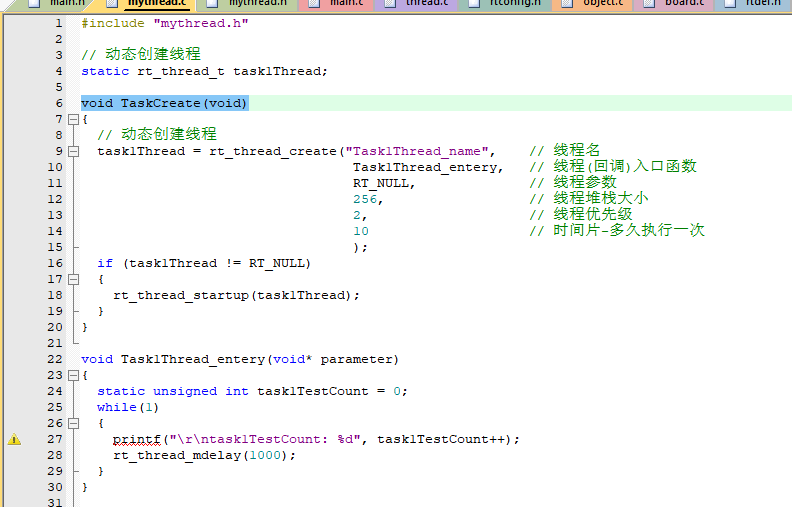 main.h mythread.c mythread.h main.c thread.c rtconfig.h object.c board.c rtdef.h
1 #include "mythread.h"
2
3 // 动态创建线程
4 static rt_thread_t task1Thread;
5
6 void TaskCreate(void)
7 {
8 // 动态创建线程
9 task1Thread = rt_thread_create("Task1Thread_name", // 线程名
10 Task1Thread_entery, // 线程(回调)入口函数
11 RT_NULL, // 线程参数
12 256, // 线程堆栈大小
13 2, // 线程优先级
14 10 // 时间片-多久执行一次
15 );
16 if (task1Thread != RT_NULL)
17 {
18 rt_thread_startup(task1Thread);
19 }
20 }
21
22 void Task1Thread_entery(void* parameter)
23 {
24 static unsigned int task1TestCount = 0;
25 while(1)
26 {
27 printf("\r\ntask1TestCount: %d", task1TestCount++);
28 rt_thread_mdelay(1000);
29 }
30 }
31